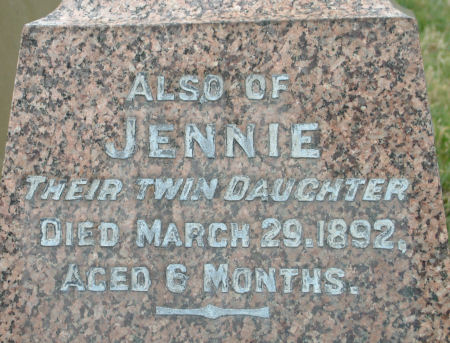 ALSO OF
JENNIE
THEIR TWIN DAUGHTER
DIED MARCH 29.1892,
AGED 6 MONTHS.